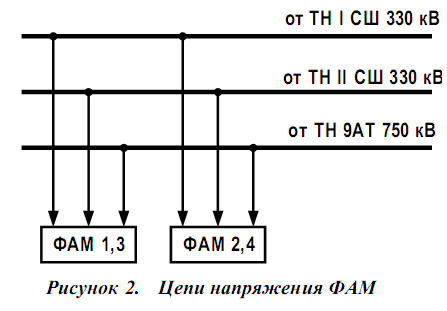 от ТН I СШ 330 кВ
от ТН II СШ 330 кВ
от ТН 9АТ 750 кВ
ФАМ 1,3 ФАМ 2,4
Рисунок 2. Цепи напряжения ФАМ